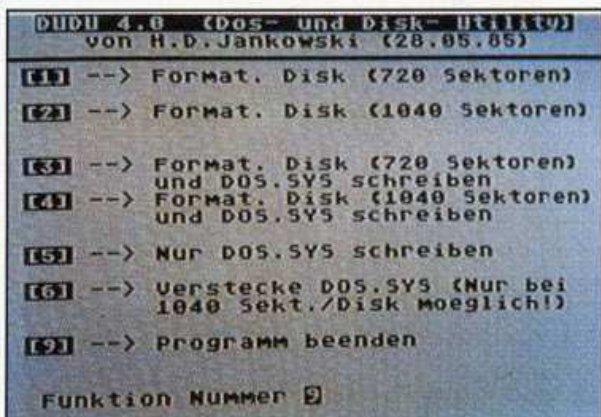 DUDU 4.0 (Dos- und Disk- Utility)
von H.D.Jankowski (28.05.85)
[1] --> Format. Disk (720 Sektoren)
[2] --> Format. Disk (1040 Sektoren)
[3] --> Format. Disk (720 Sektoren)
und DOS.SYS schreiben
[4] --> Format. Disk (1040 Sektoren)
und DOS.SYS schreiben
[5] --> Nur DOS.SYS schreiben
[6] --> Verstecke DOS.SYS (Nur bei
1040 Sekt./Disk moeglich!)
[9] --> Programm beenden
Funktion Nummer 9